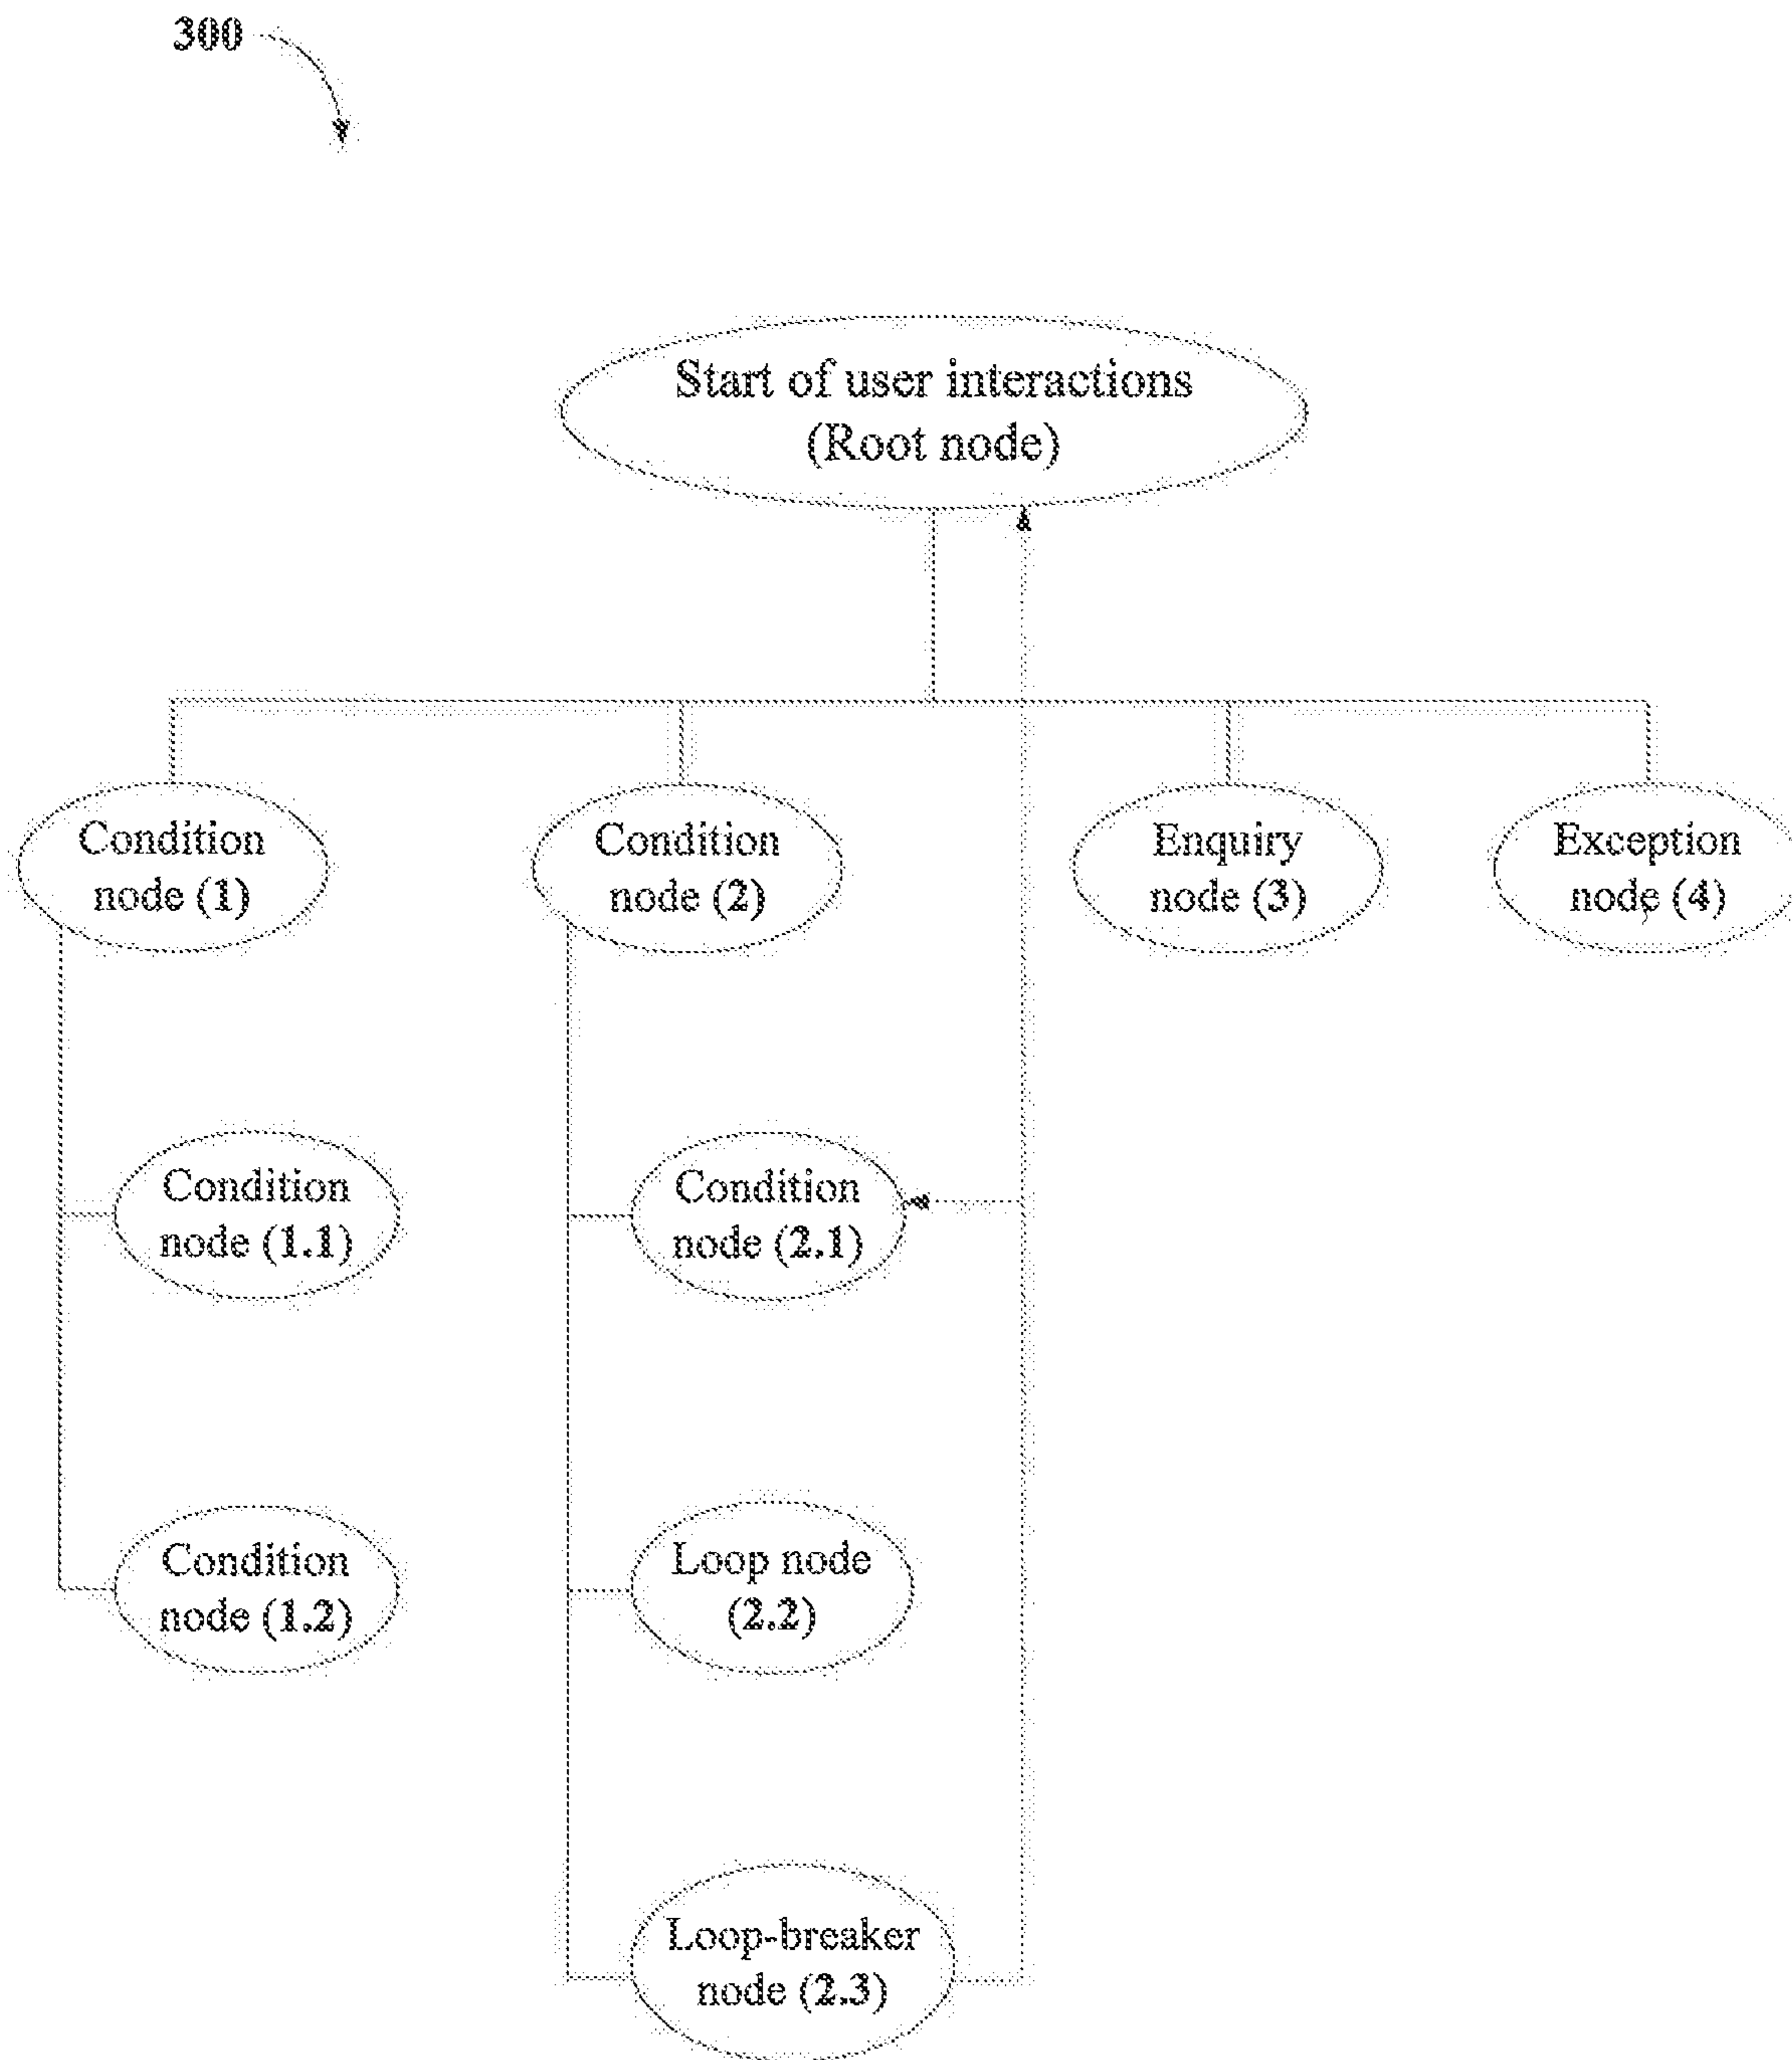 300
Start of user interactions
(Root node)
Condition
node (1)
Condition
node (2)
Enquiry
node (3)
Exception
node (4)
Condition
node (1.1)
Condition
node (2.1)
Condition
node (1.2)
Loop node
(2.2)
Loop-breaker
node (2.3)